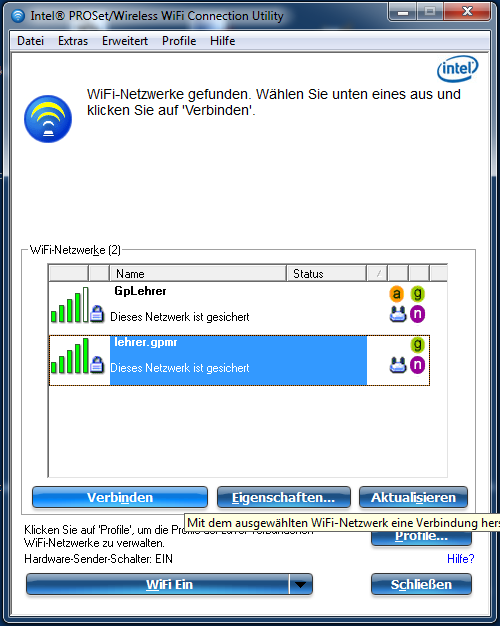 Intel® PROSet/Wireless WiFi Connection Utility
Datei Extras Erweitert Profile Hilfe
intel
WiFi-Netzwerke gefunden. Wählen Sie unten eines aus und
klicken Sie auf 'Verbinden'.
WiFi-Netzwerke (2)
Name Status /
GpLehrer a g
Dieses Netzwerk ist gesichert n
lehrer.gpmr g
Dieses Netzwerk ist gesichert n
Verbinden Eigenschaften... Aktualisieren
Mit dem ausgewählten WiFi-Netzwerk eine Verbindung hers
Klicken Sie auf 'Profile', um die Profile
WiFi-Netzwerke zu verwalten. Profile...
Hardware-Sender-Schalter: EIN Hilfe?
WiFi Ein Schließen